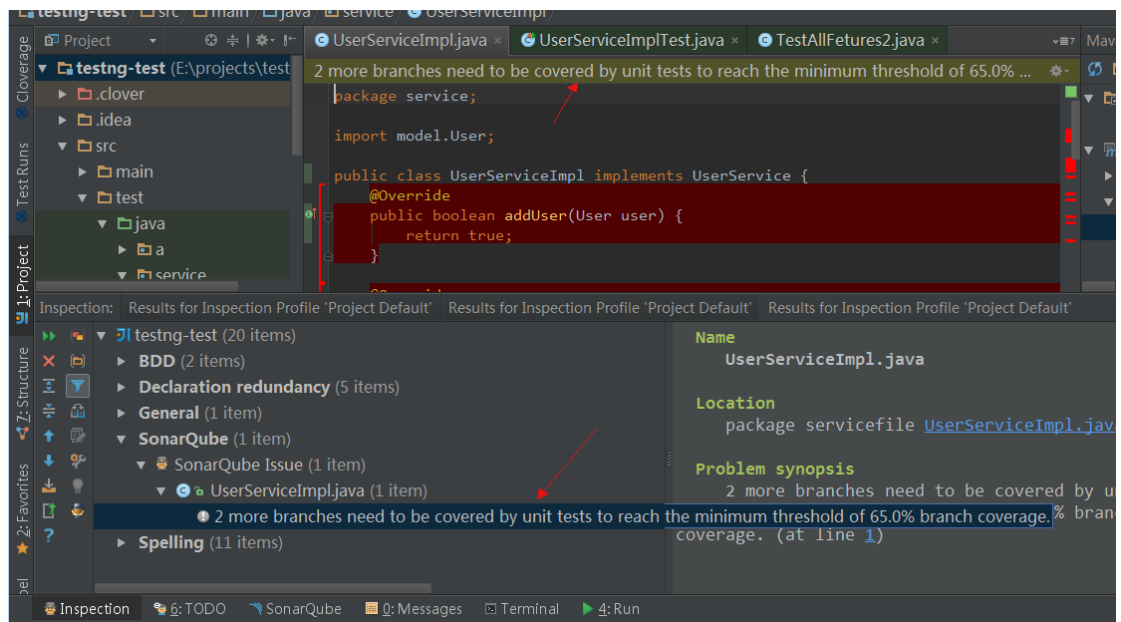 testng-test src main java service UserServiceImpl
Project
UserServiceImpl.java × UserServiceImplTest.java × TestAllFetures2.java ×
Clover
Coverage
Test Runs
1: Project
Z: Structure
2: Favorites
testng-test (E:\projects\test
.clover
.idea
src
main
test
java
a
service
2 more branches need to be covered by unit tests to reach the minimum threshold of 65.0% ...
package service;
import model.User;
public class UserServiceImpl implements UserService {
@Override
public boolean addUser(User user) {
return true;
}
Inspection: Results for Inspection Profile 'Project Default' Results for Inspection Profile 'Project Default' Results for Inspection Profile 'Project Default'
testng-test (20 items)
BDD (2 items)
Declaration redundancy (5 items)
General (1 item)
SonarQube (1 item)
SonarQube Issue (1 item)
UserServiceImpl.java (1 item)
2 more branches need to be covered by unit tests to reach the minimum threshold of 65.0% branch coverage.
Spelling (11 items)
Name
UserServiceImpl.java
Location
package servicefile UserServiceImpl.jav
Problem synopsis
2 more branches need to be covered by u
% bran
coverage. (at line 1)
Inspection 6: TODO SonarQube 0: Messages Terminal 4: Run